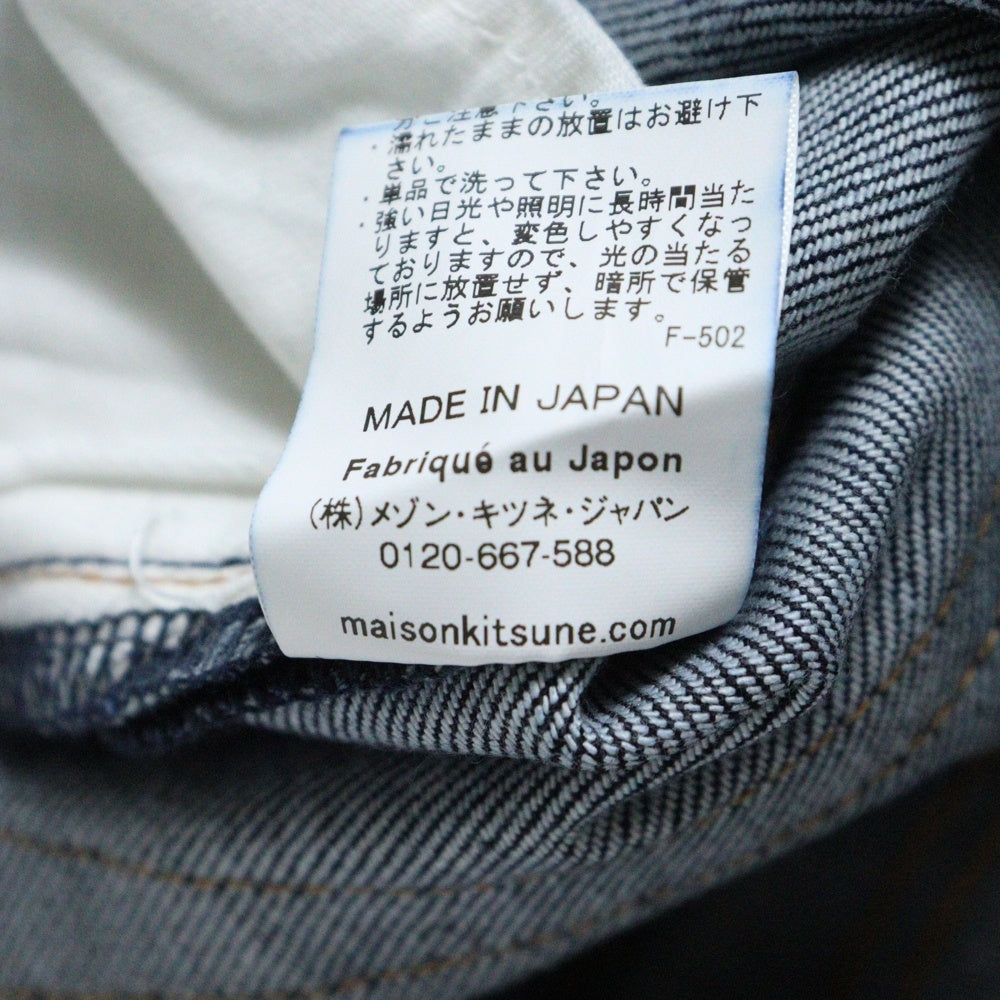 分ご注意下さい。
・濡れたままの放置はお避け下
さい。
・単品で洗って下さい。
・強い日光や照明に長時間当た
りますと、変色しやすくなっ
ておりますので、光の当たる
場所に放置せず、暗所で保管
するようお願いします。
F-502
MADE IN JAPAN
Fabriqué au Japon
(株)メゾン・キツネ・ジャパン
0120-667-588
maisonkitsune.com